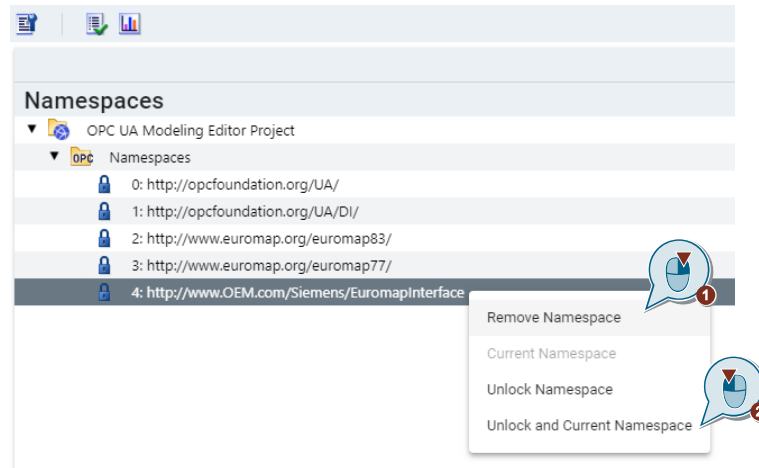 Namespaces
OPC UA Modeling Editor Project
OPC Namespaces
0: http://opcfoundation.org/UA/
1: http://opcfoundation.org/UA/DI/
2: http://www.euromap.org/euromap83/
3: http://www.euromap.org/euromap77/
4: http://www.OEM.com/Siemens/EuromapInterface
1
Remove Namespace
Current Namespace
Unlock Namespace
2
Unlock and Current Namespace